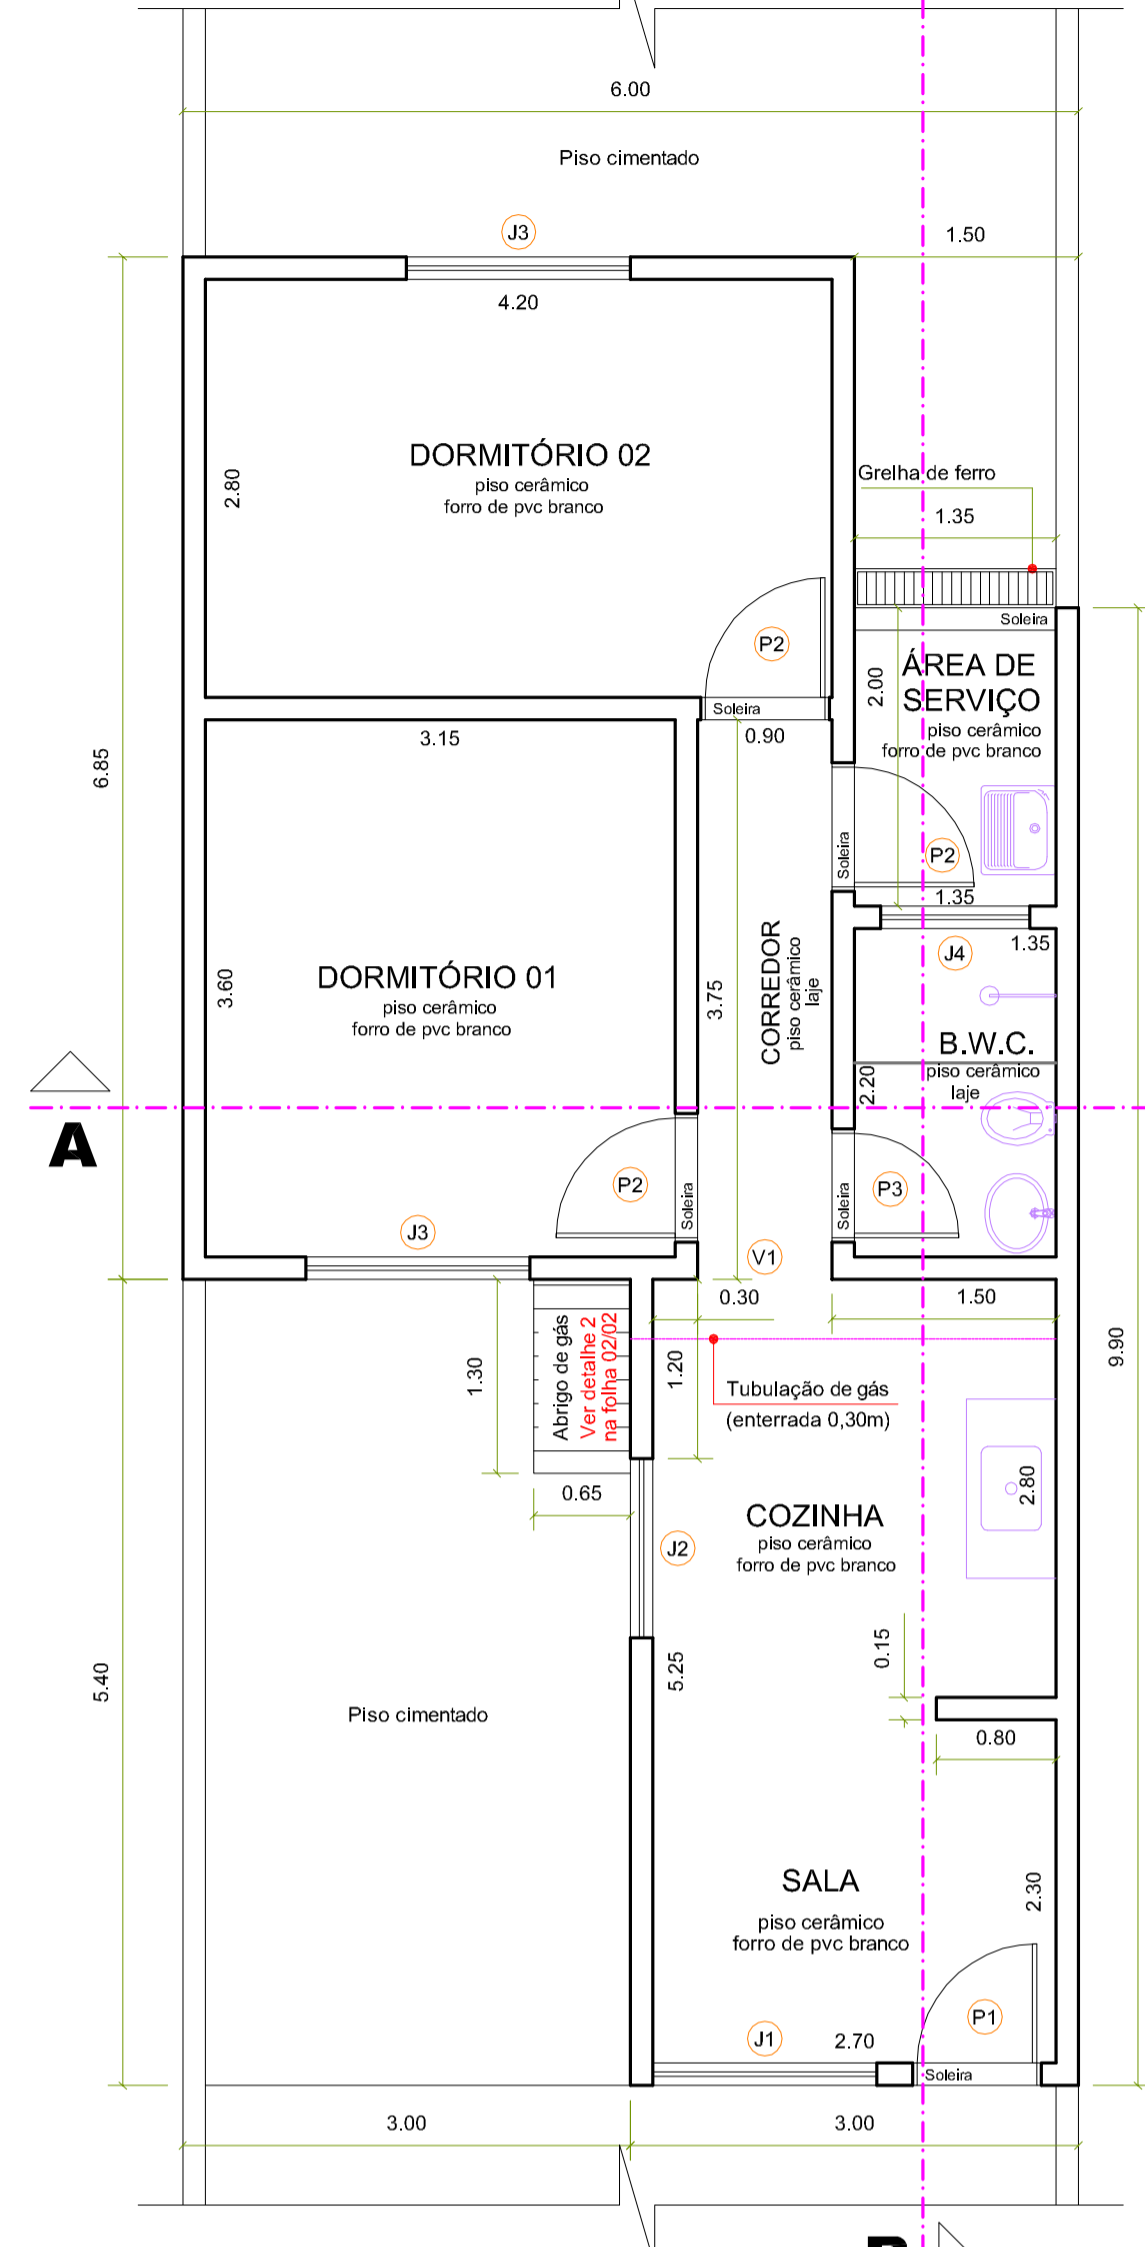 6.00
Piso cimentado
J3
1.50
4.20
DORMITÓRIO 02
piso cerâmico
forro de pvc branco
2.80
Grelha de ferro
1.35
Soleira
P2
ÁREA DE
SERVIÇO
piso cerâmico
forro de pvc branco
2.00
Soleira
3.15
0.90
6.85
Soleira
P2
1.35
1.35
J4
DORMITÓRIO 01
piso cerâmico
forro de pvc branco
3.60
3.75
CORREDOR
piso cerâmico
laje
B.W.C.
piso cerâmico
laje
2.20
A
P2
Soleira
Soleira
P3
J3
V1
0.30
1.50
9.90
1.30
Abrigo de gás
Ver detalhe 2
na folha 02/02
1.20
Tubulação de gás
(enterrada 0,30m)
0.65
2.80
COZINHA
piso cerâmico
forro de pvc branco
J2
0.15
5.25
5.40
Piso cimentado
0.80
SALA
piso cerâmico
forro de pvc branco
2.30
P1
J1
2.70
Soleira
3.00
3.00